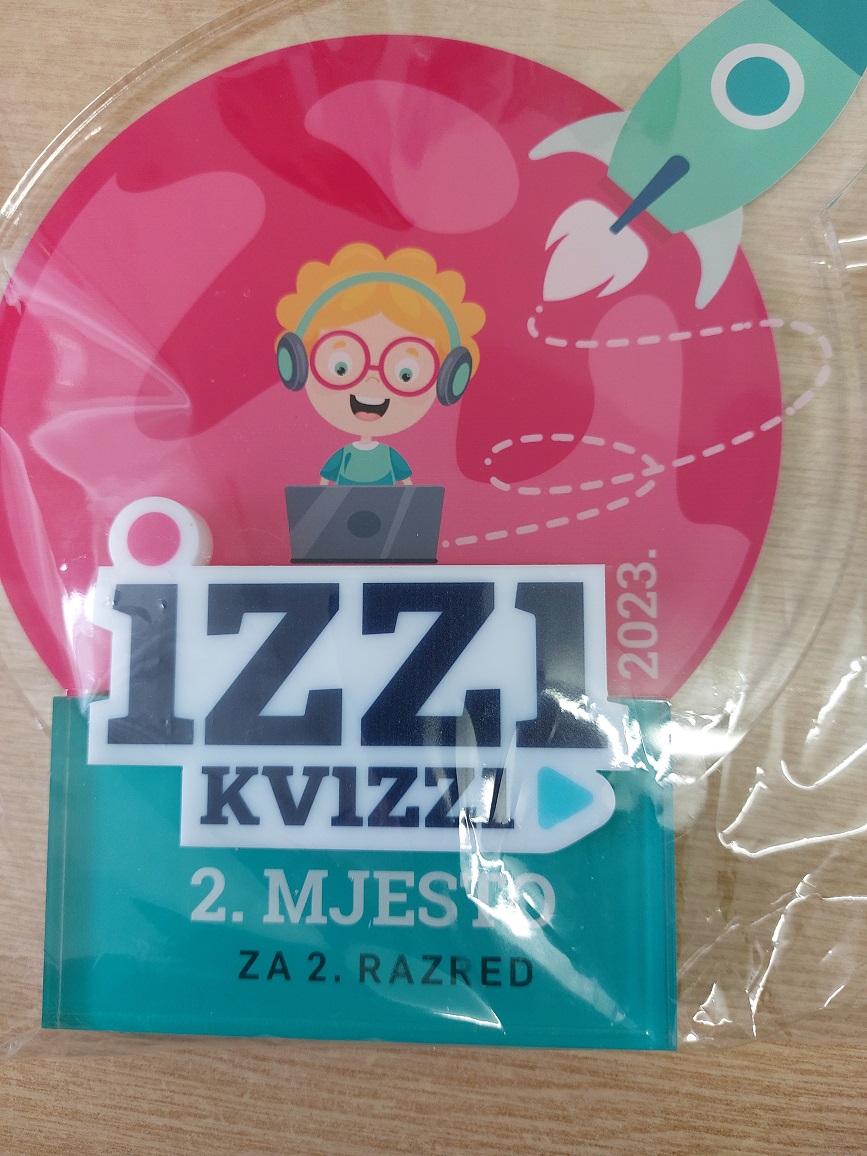 izzi
KVIZZI
2023.
2. MJESTO
ZA 2. RAZRED